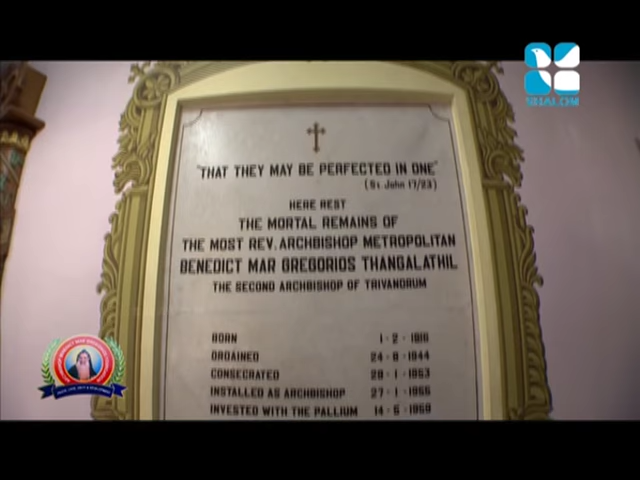 SHALOM
"THAT THEY MAY BE PERFECTED IN ONE"
(St John 17/23)
HERE REST
THE MORTAL REMAINS OF
THE MOST REV. ARCHBISHOP METROPOLITAN
BENEDICT MAR GREGORIOS THANGALATHIL
THE SECOND ARCHBISHOP OF TRIVANDRUM
BORN 1-2-1916
ORDAINED 24-8-1944
CONSECRATED 29-1-1953
INSTALLED AS ARCHBISHOP 27-1-1955
INVESTED WITH THE PALLIUM 14-5-1959